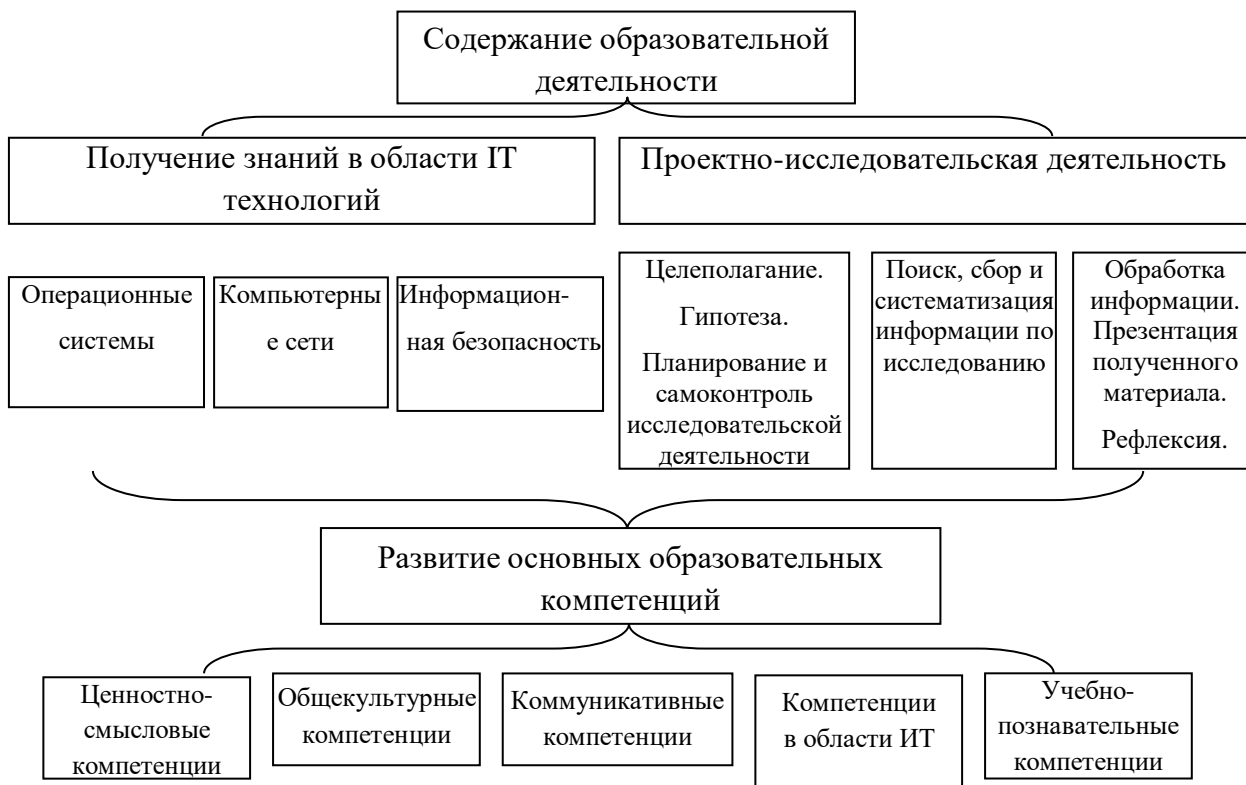 Содержание образовательной
деятельности
Получение знаний в области IT
технологий
Проектно-исследовательская деятельность
Операционные
системы
Компьютерны
е сети
Информацион-
ная безопасность
Целеполагание.
Гипотеза.
Планирование и
самоконтроль
исследовательской
деятельности
Поиск, сбор и
систематизация
информации по
исследованию
Обработка
информации.
Презентация
полученного
материала.
Рефлексия.
Развитие основных образовательных
компетенций
Ценностно-
смысловые
компетенции
Общекультурные
компетенции
Коммуникативные
компетенции
Компетенции
в области ИТ
Учебно-
познавательные
компетенции